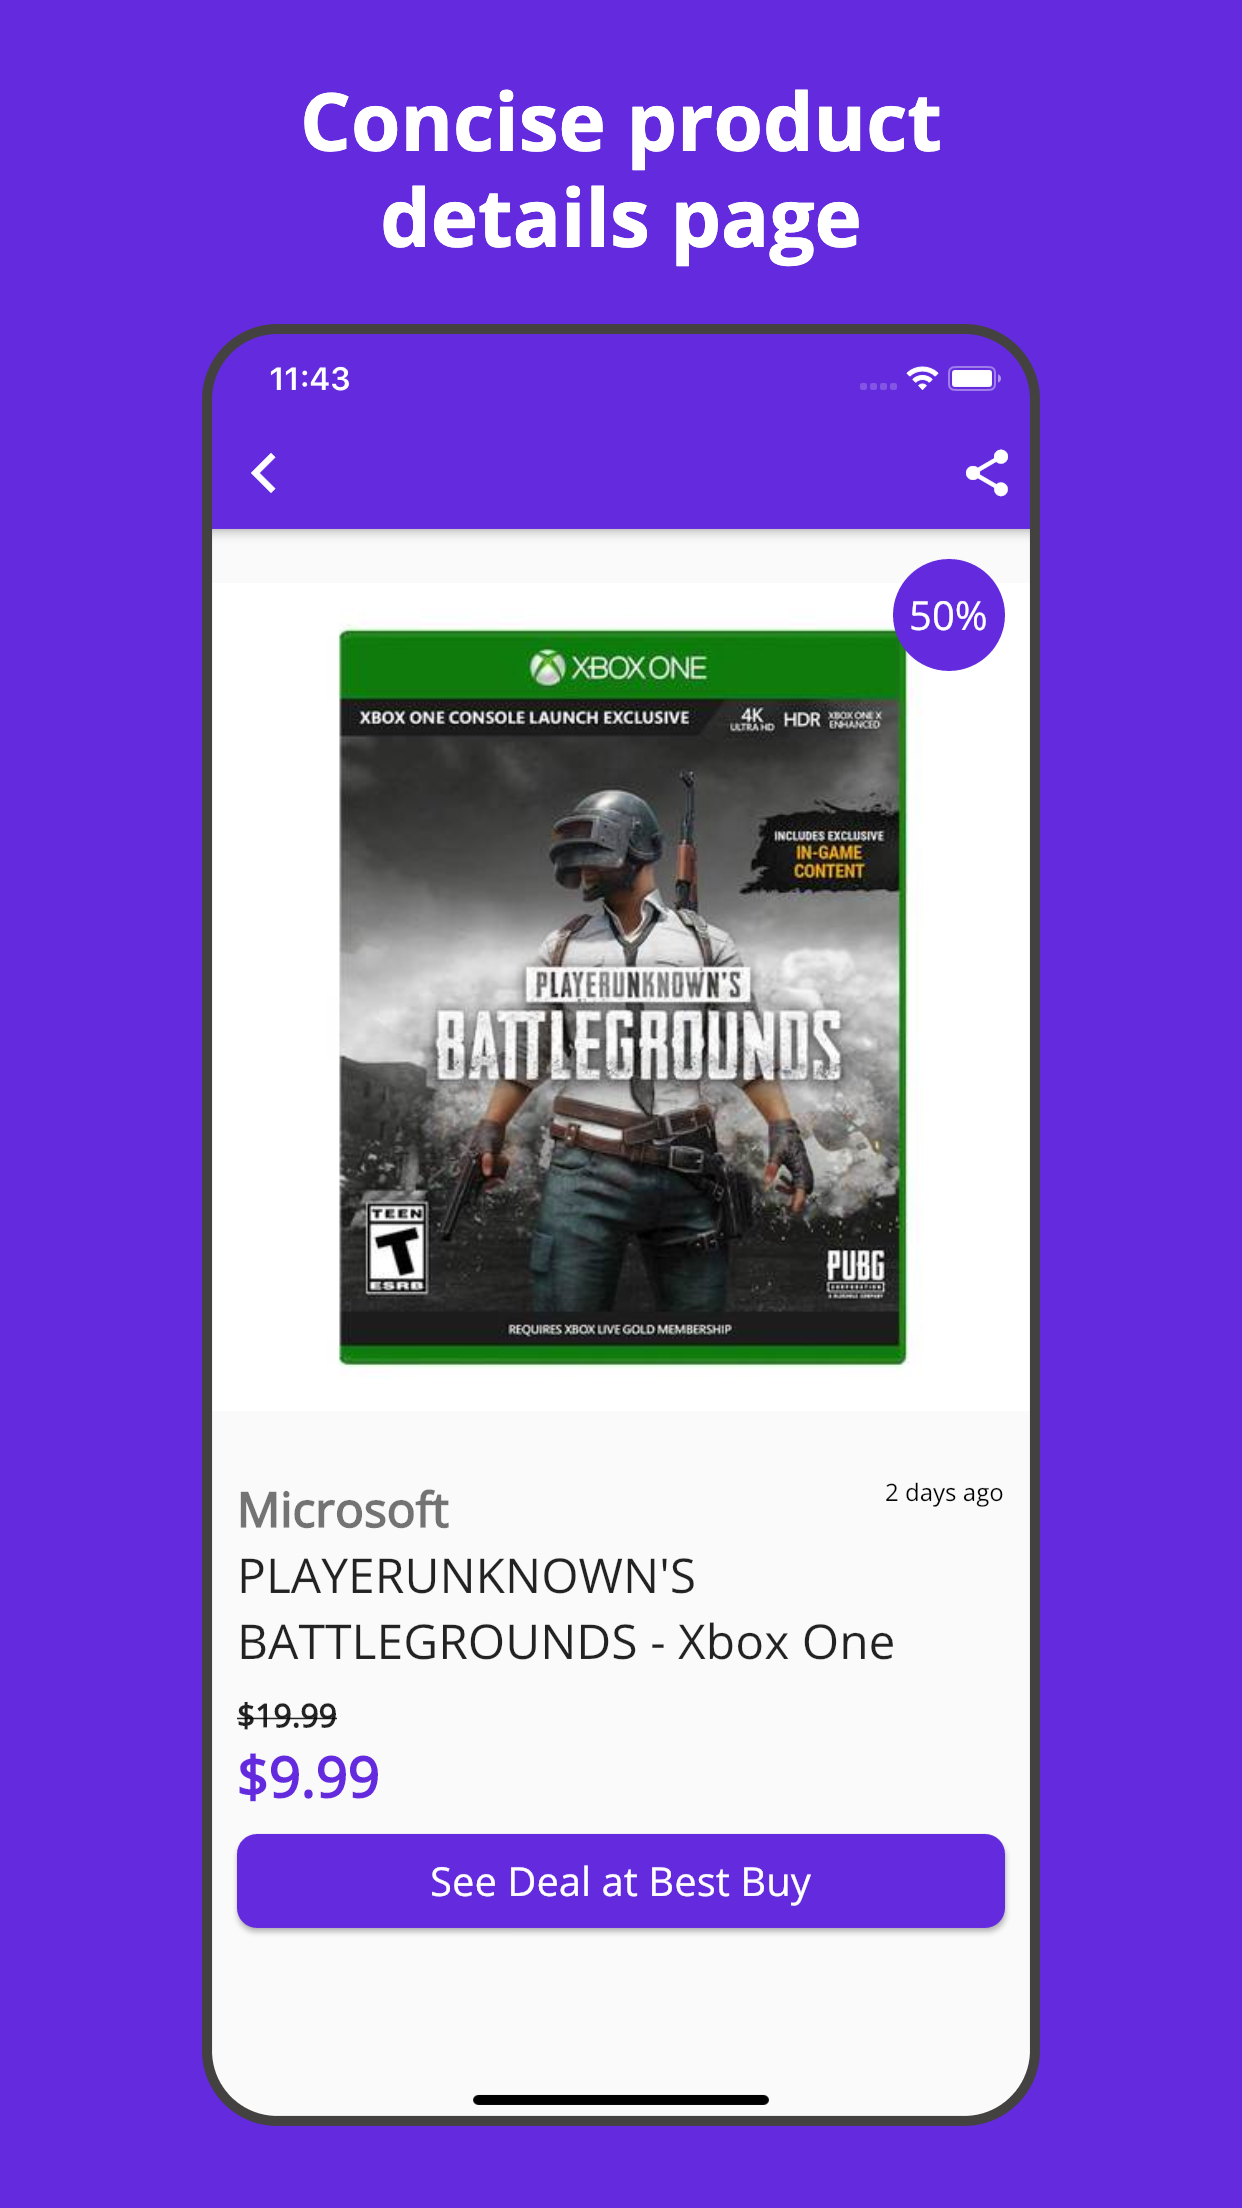 Concise product
details page
11:43
50%
XBOX ONE
XBOX ONE CONSOLE LAUNCH EXCLUSIVE
4K
ULTRA HD
HDR
XBOX ONE X
ENHANCED
INCLUDES EXCLUSIVE
IN-GAME
CONTENT
PLAYERUNKNOWN'S
BATTLEGROUNDS
TEEN
T
ESRB
PUBG
CORPORATION
REQUIRES XBOX LIVE GOLD MEMBERSHIP
Microsoft
2 days ago
PLAYERUNKNOWN'S
BATTLEGROUNDS - Xbox One
$19.99
$9.99
See Deal at Best Buy